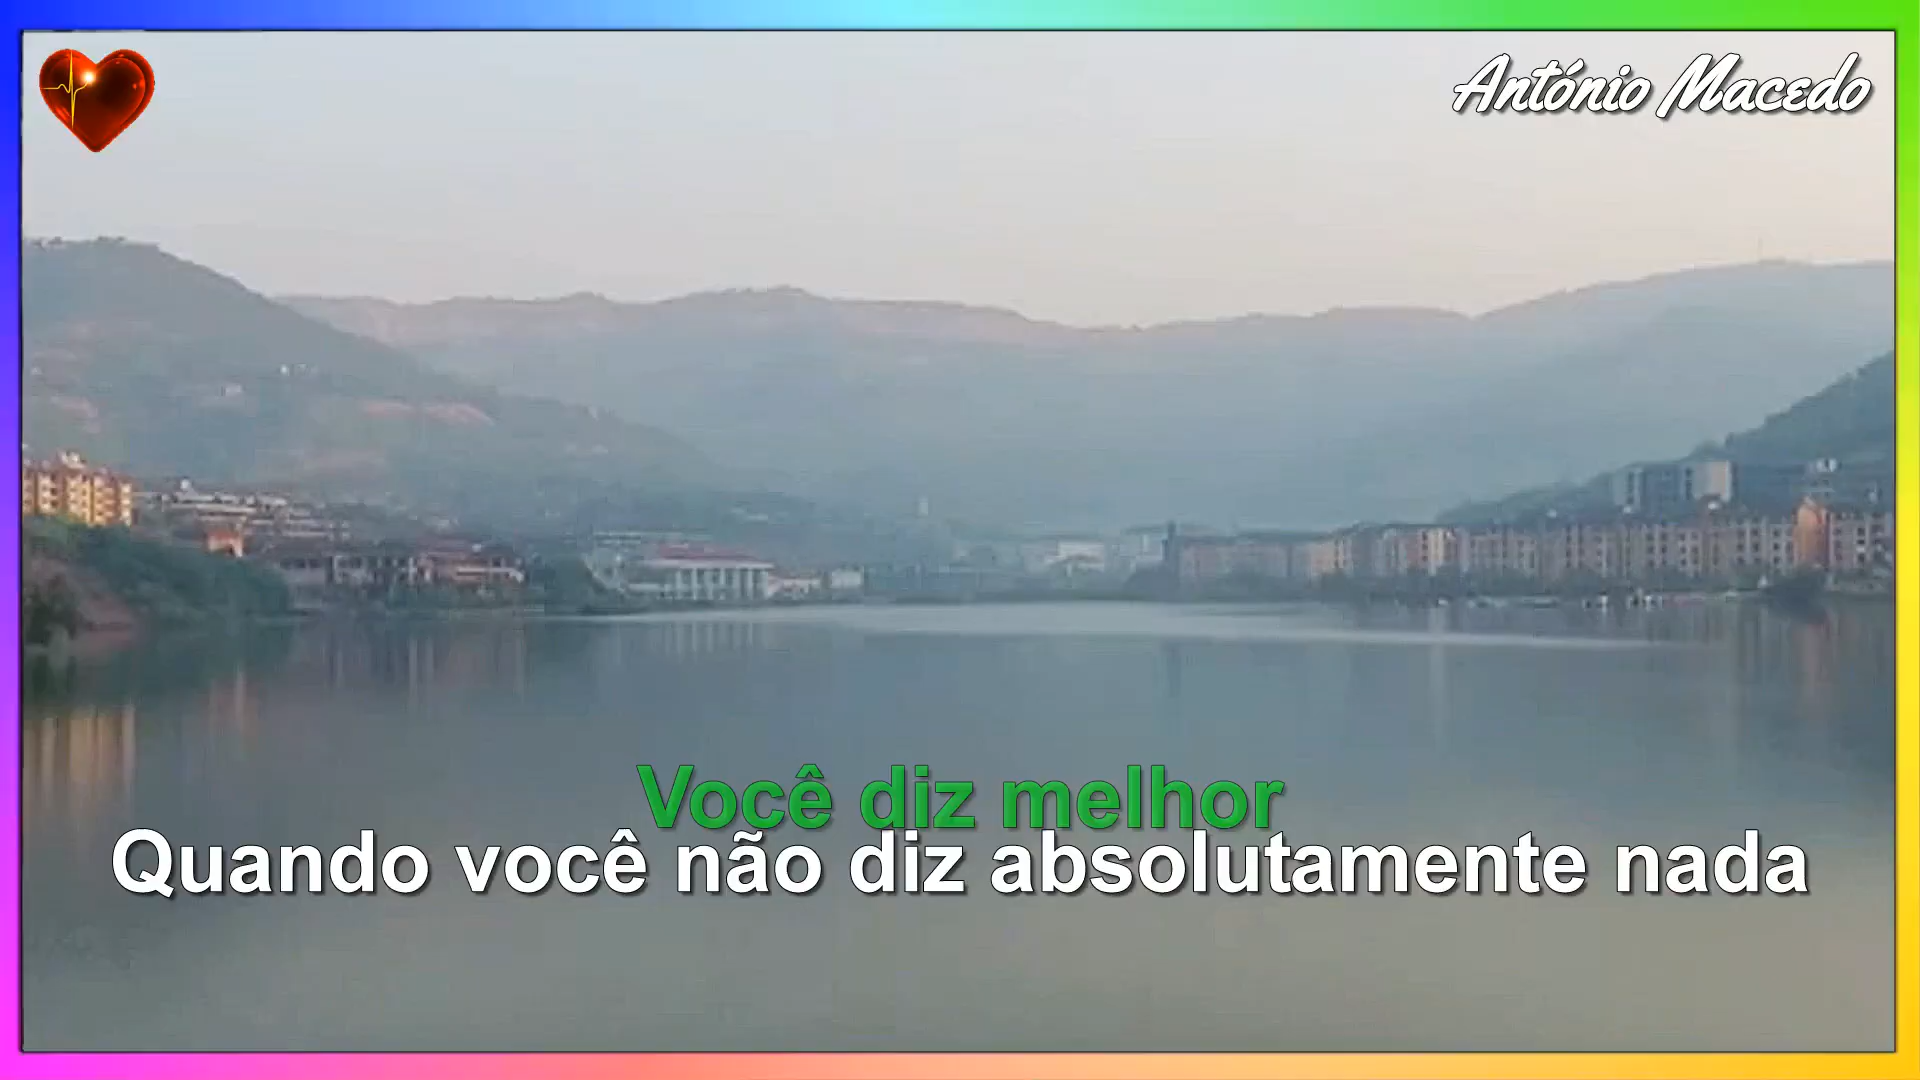 António Macedo
Você diz melhor
Quando você não diz absolutamente nada